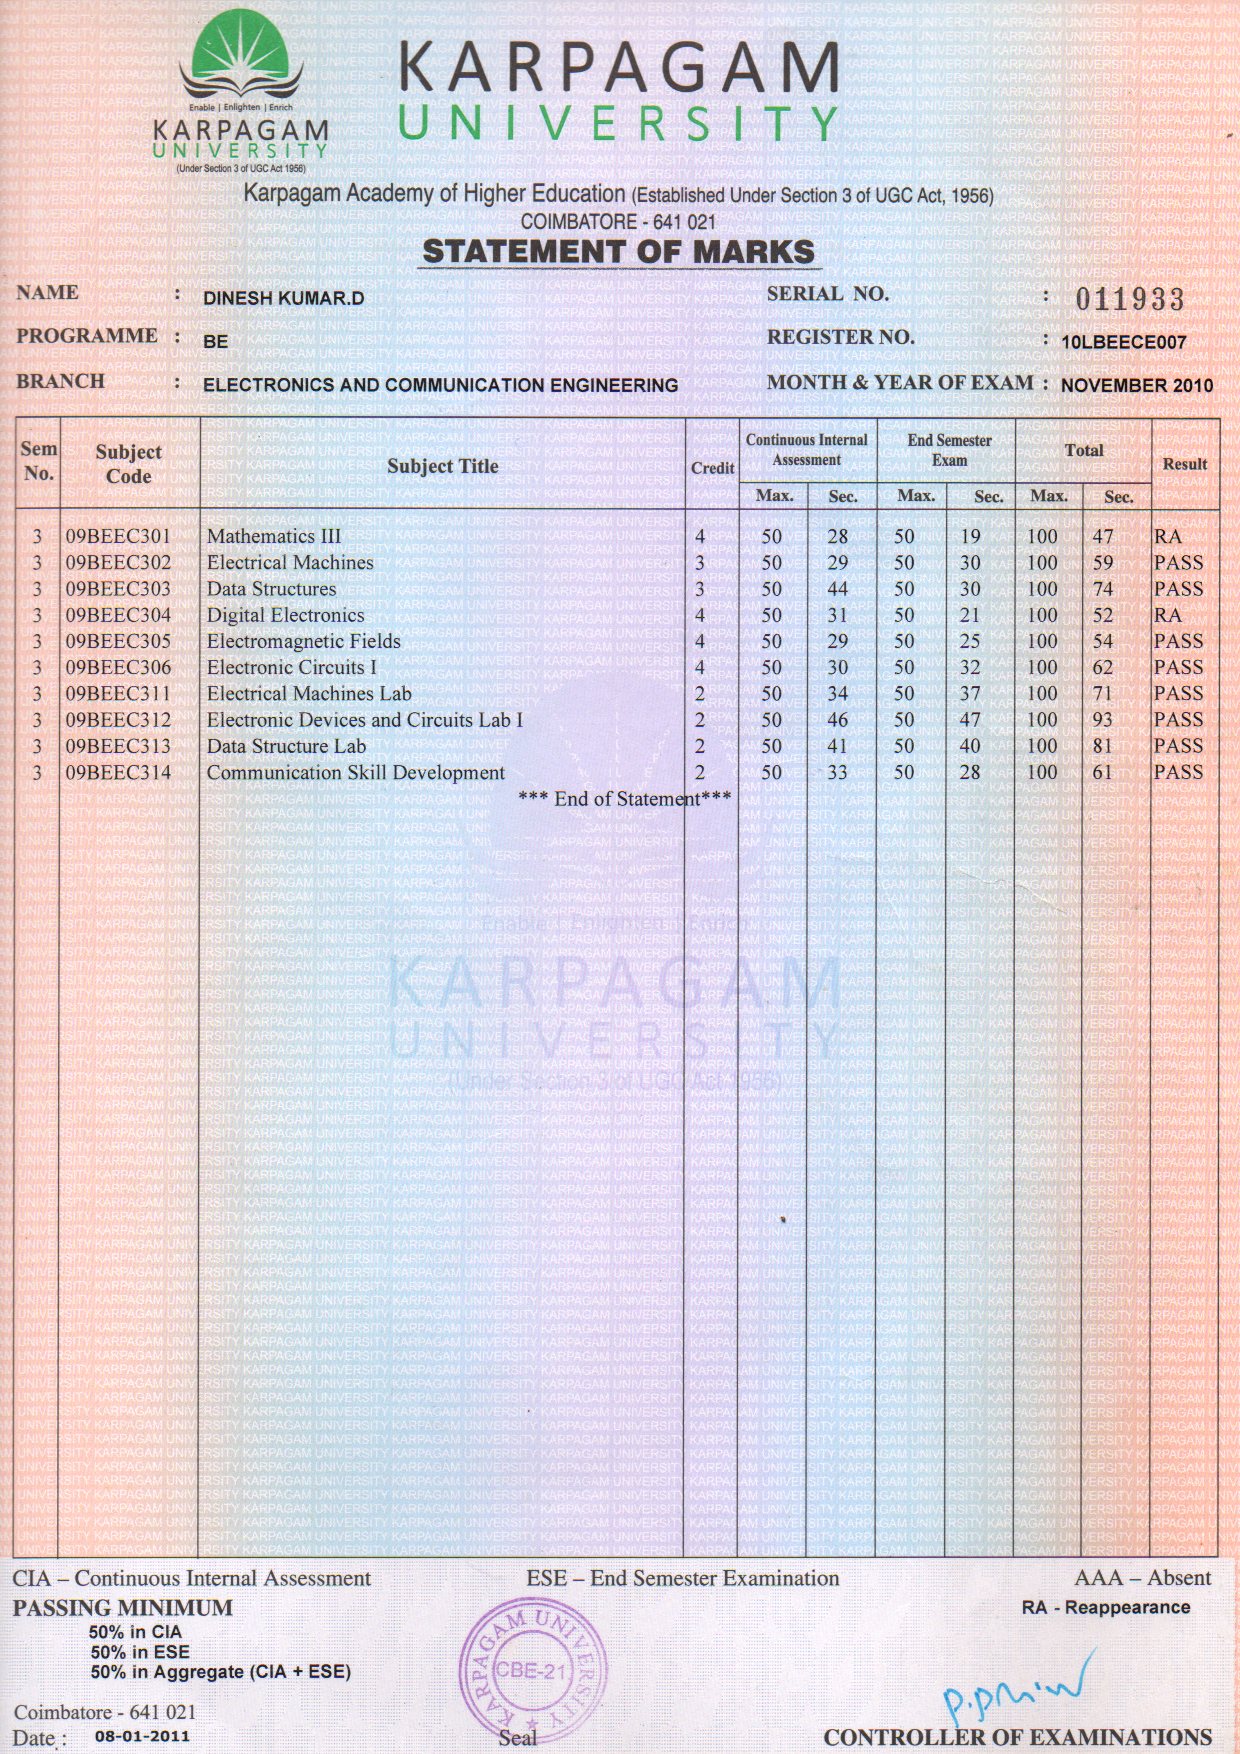 KARPAGAM
UNIVERSITY
Enable | Enlighten | Enrich
KARPAGAM
UNIVERSITY
(Under Section 3 of UGC Act 1956)
Karpagam Academy of Higher Education (Established Under Section 3 of UGC Act, 1956)
COIMBATORE - 641 021
STATEMENT OF MARKS
NAME : DINESH KUMAR.D SERIAL NO. : 011933
PROGRAMME : BE REGISTER NO. : 10LBEECE007
BRANCH : ELECTRONICS AND COMMUNICATION ENGINEERING MONTH & YEAR OF EXAM : NOVEMBER 2010
Sem No. Subject Code Subject Title Credit Continuous Internal Assessment End Semester Exam Total Result
Max. Sec. Max. Sec. Max. Sec.
3 09BEEC301 Mathematics III 4 50 28 50 19 100 47 RA
3 09BEEC302 Electrical Machines 3 50 29 50 30 100 59 PASS
3 09BEEC303 Data Structures 3 50 44 50 30 100 74 PASS
3 09BEEC304 Digital Electronics 4 50 31 50 21 100 52 RA
3 09BEEC305 Electromagnetic Fields 4 50 29 50 25 100 54 PASS
3 09BEEC306 Electronic Circuits I 4 50 30 50 32 100 62 PASS
3 09BEEC311 Electrical Machines Lab 2 50 34 50 37 100 71 PASS
3 09BEEC312 Electronic Devices and Circuits Lab I 2 50 46 50 47 100 93 PASS
3 09BEEC313 Data Structure Lab 2 50 41 50 40 100 81 PASS
3 09BEEC314 Communication Skill Development 2 50 33 50 28 100 61 PASS
*** End of Statement***
Enable | Enlighten | Enrich
KARPAGAM
UNIVERSITY
(Under Section 3 of UGC Act 1956)
CIA – Continuous Internal Assessment ESE – End Semester Examination AAA – Absent
PASSING MINIMUM RA - Reappearance
50% in CIA
50% in ESE
50% in Aggregate (CIA + ESE)
KARPAGAM UNIVERSITY
CBE-21
Coimbatore - 641 021
Date : 08-01-2011 Seal CONTROLLER OF EXAMINATIONS